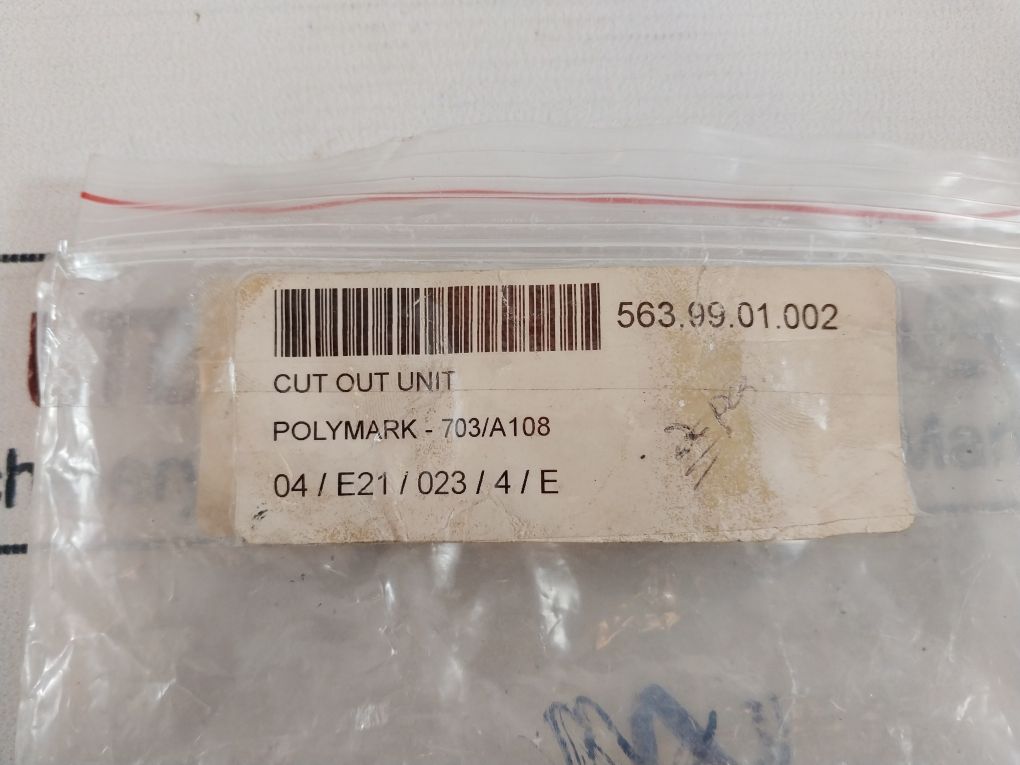 563.99.01.002
CUT OUT UNIT
POLYMARK - 703/A108
04 / E21 / 023 / 4 / E